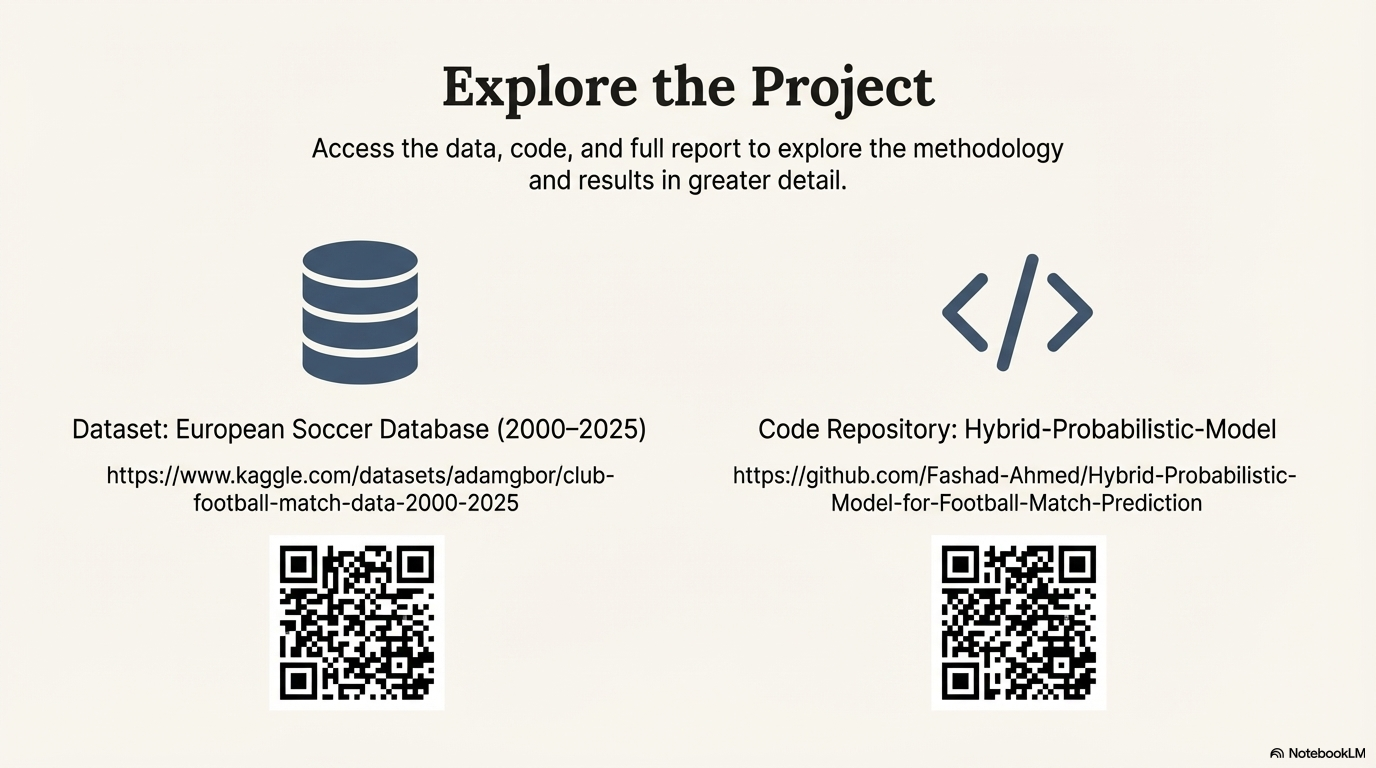 Explore the Project
Access the data, code, and full report to explore the methodology
and results in greater detail.
Dataset: European Soccer Database (2000–2025)
https://www.kaggle.com/datasets/adamgbor/club-
football-match-data-2000-2025
Code Repository: Hybrid-Probabilistic-Model
https://github.com/Fashad-Ahmed/Hybrid-Probabilistic-
Model-for-Football-Match-Prediction
NotebookLM